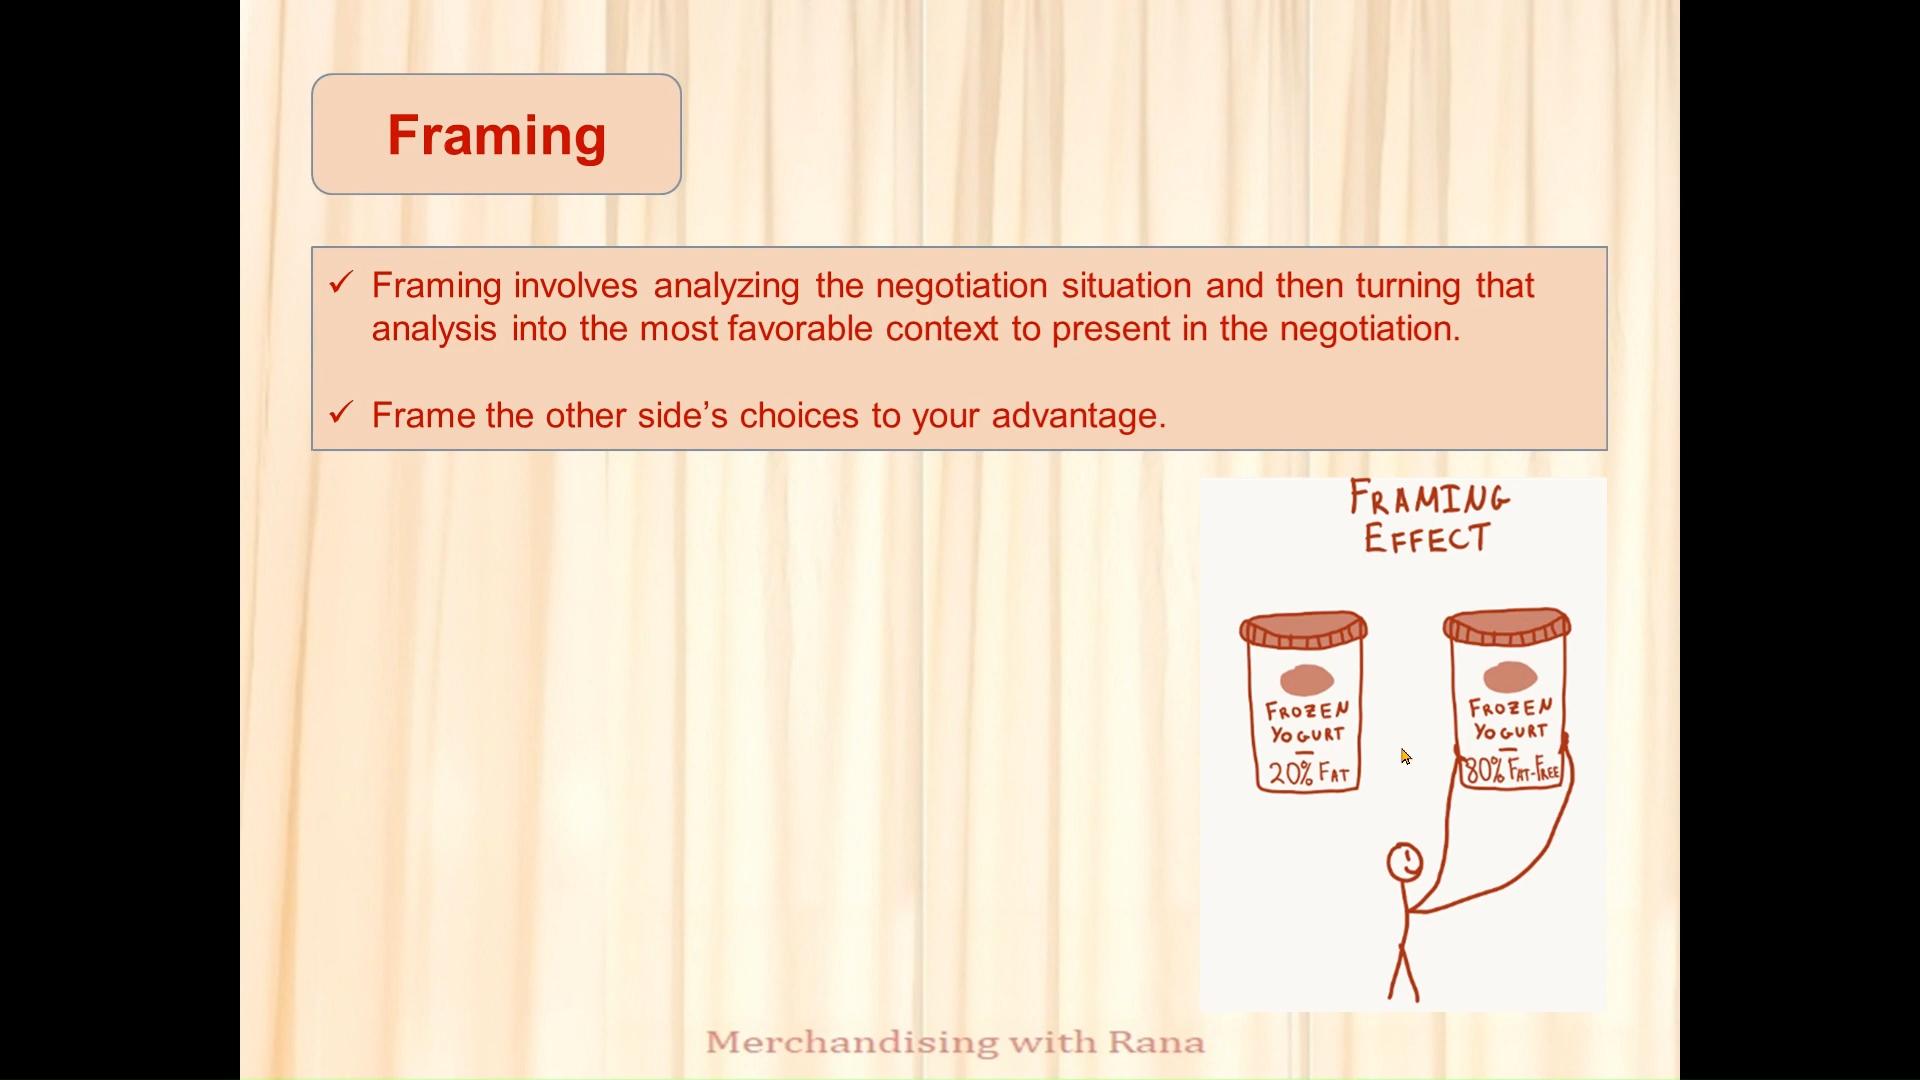 Framing
✓ Framing involves analyzing the negotiation situation and then turning that
analysis into the most favorable context to present in the negotiation.
✓ Frame the other side’s choices to your advantage.
FRAMING
EFFECT
FROZEN
YOGURT
—
20% FAT
FROZEN
YOGURT
—
80% FAT-FREE
Merchandising with Rana